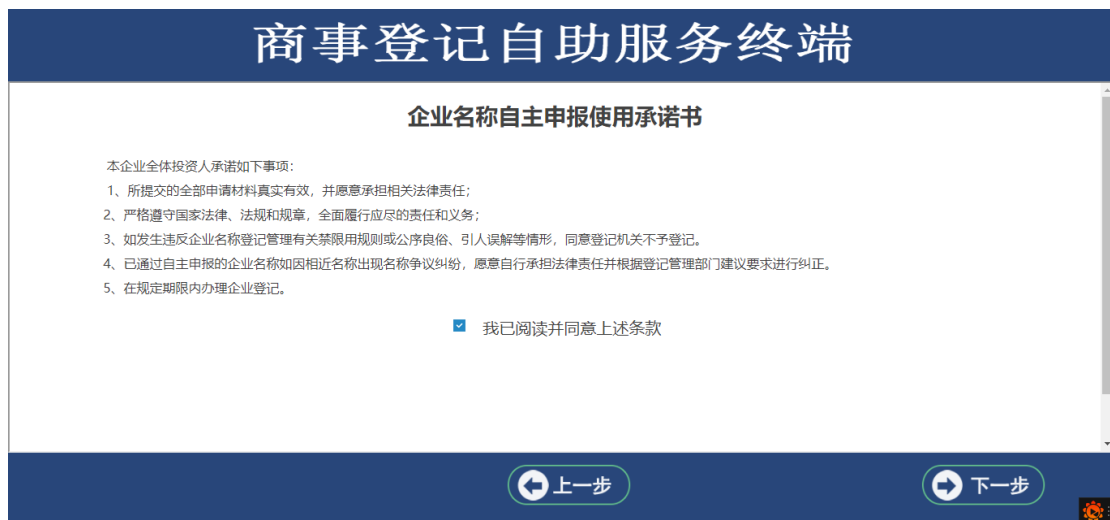 商事登记自助服务终端
企业名称自主申报使用承诺书
本企业全体投资人承诺如下事项：
1、所提交的全部申请材料真实有效，并愿意承担相关法律责任；
2、严格遵守国家法律、法规和规章，全面履行应尽的责任和义务；
3、如发生违反企业名称登记管理有关禁限用规则或公序良俗、引人误解等情形，同意登记机关不予登记。
4、已通过自主申报的企业名称如因相近名称出现名称争议纠纷，愿意自行承担法律责任并根据登记管理部门建议要求进行纠正。
5、在规定期限内办理企业登记。
我已阅读并同意上述条款
上一步
下一步